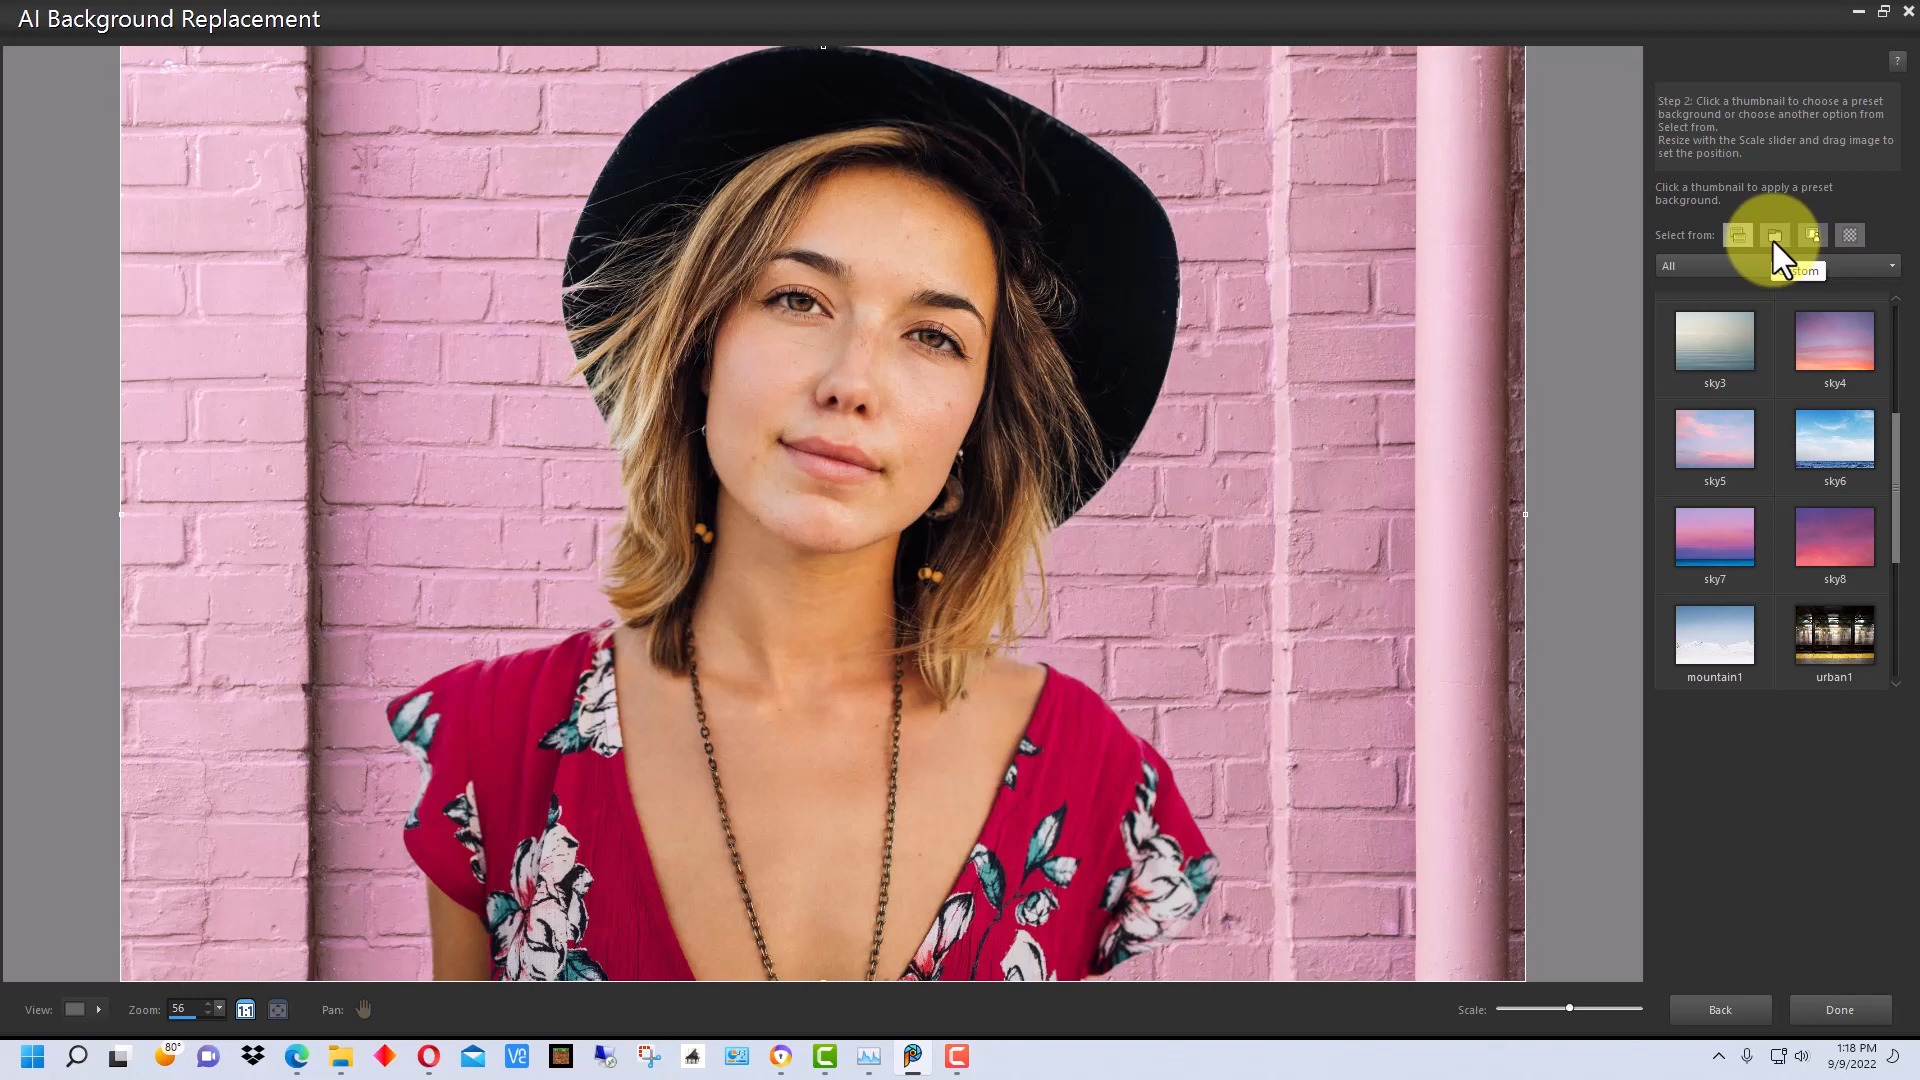 AI Background Replacement
?
Step 2: Click a thumbnail to choose a preset
background or choose another option from
Select from.
Resize with the Scale slider and drag image to
set the position.
Click a thumbnail to apply a preset
background.
Select from:
All
sky3
sky4
sky5
sky6
sky7
sky8
mountain1
urban1
View:
Zoom:
56
1:1
Pan:
Scale:
Back
Done
80°
1:18 PM
9/9/2022